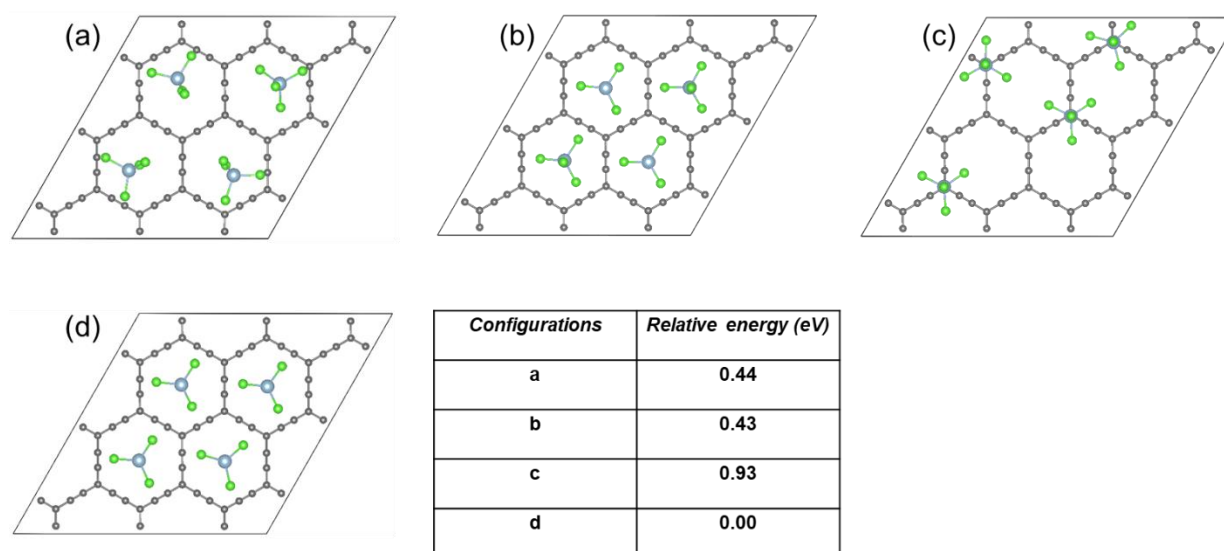 (a)
(b)
(c)
(d)
Configurations Relative energy (eV)
a 0.44
b 0.43
c 0.93
d 0.00